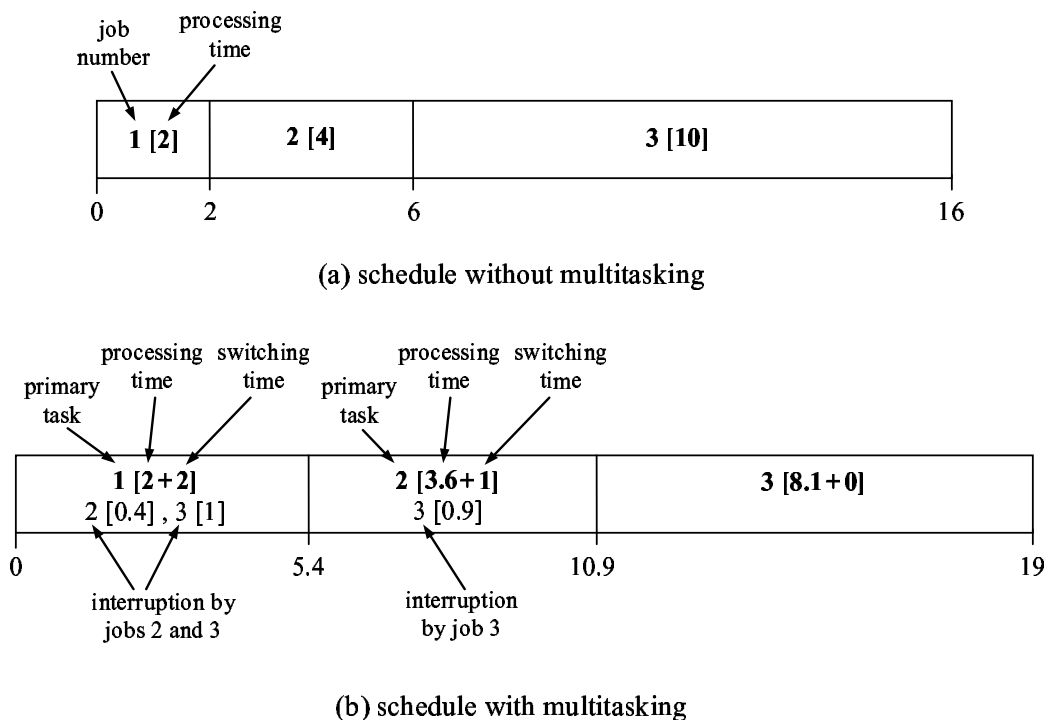 job
number
processing
time
1 [2]
2 [4]
3 [10]
0
2
6
16
(a) schedule without multitasking
primary
task
processing
time
switching
time
primary
task
processing
time
switching
time
1 [2+2]
2 [0.4] , 3 [1]
2 [3.6+1]
3 [0.9]
3 [8.1+0]
0
5.4
10.9
19
interruption by
jobs 2 and 3
interruption
by job 3
(b) schedule with multitasking